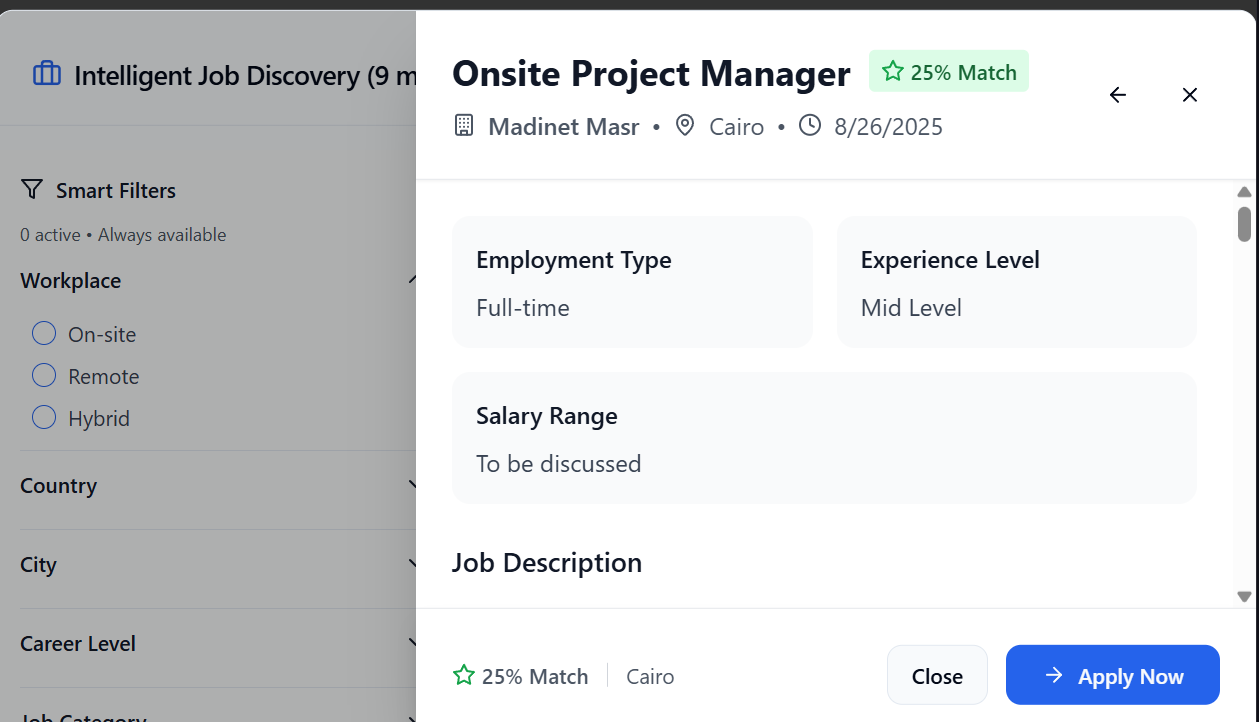 Intelligent Job Discovery (9 m
Smart Filters
0 active • Always available
Workplace
On-site
Remote
Hybrid
Country
City
Career Level
Job Category
Onsite Project Manager
25% Match
Madinet Masr • Cairo • 8/26/2025
Employment Type
Full-time
Experience Level
Mid Level
Salary Range
To be discussed
Job Description
25% Match
Cairo
Close
Apply Now